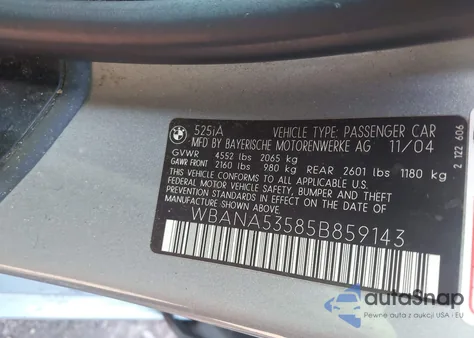 525iA VEHICLE TYPE: PASSENGER CAR
MFD BY BAYERISCHE MOTORENWERKE AG 11/04
GVWR 4552 lbs 2065 kg
GAWR FRONT 2160 lbs 980 kg REAR 2601 lbs 1180 kg
THIS VEHICLE CONFORMS TO ALL APPLICABLE U.S.
FEDERAL MOTOR VEHICLE SAFETY, BUMPER AND THEFT
PREVENTION STANDARDS IN EFFECT ON THE DATE OF
MANUFACTURE SHOWN ABOVE.
WBANA53585B859143
2 122 606
autoSnap
Pewne auta z aukcji USA i EU